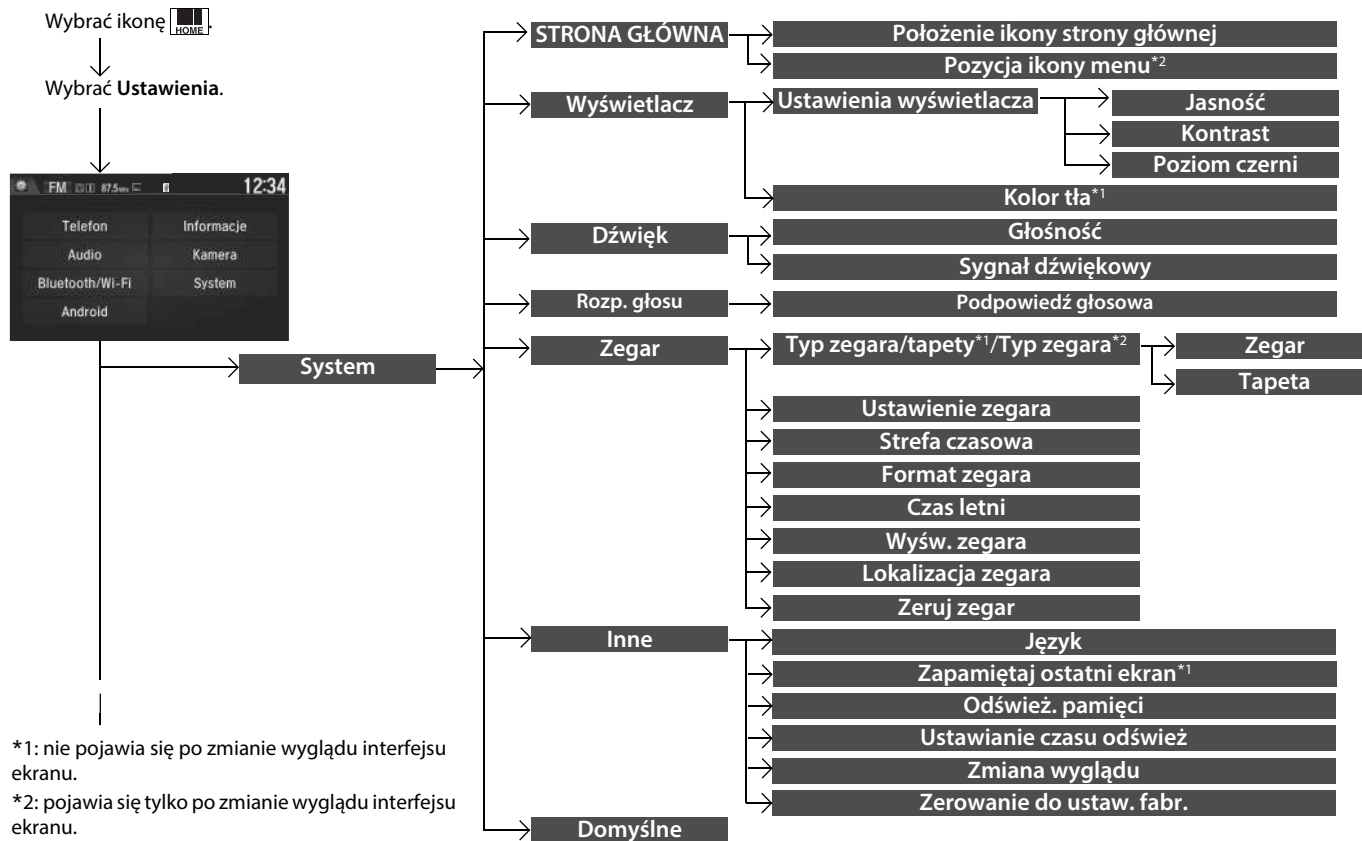 Wybrać ikonę HOME.
Wybrać Ustawienia.
FM 87.5MHz 12:34
Telefon Informacje
Audio Kamera
Bluetooth/Wi-Fi System
Android
System
STRONA GŁÓWNA
Położenie ikony strony głównej
Pozycja ikony menu*2
Wyświetlacz
Ustawienia wyświetlacza
Jasność
Kontrast
Poziom czerni
Kolor tła*1
Dźwięk
Głośność
Sygnał dźwiękowy
Rozp. głosu
Podpowiedź głosowa
Zegar
Typ zegara/tapety*1/Typ zegara*2
Zegar
Tapeta
Ustawienie zegara
Strefa czasowa
Format zegara
Czas letni
Wyśw. zegara
Lokalizacja zegara
Zeruj zegar
Inne
Język
Zapamiętaj ostatni ekran*1
Odśwież. pamięci
Ustawianie czasu odśwież
Zmiana wyglądu
Zerowanie do ustaw. fabr.
Domyślne
*1: nie pojawia się po zmianie wyglądu interfejsu
ekranu.
*2: pojawia się tylko po zmianie wyglądu interfejsu
ekranu.